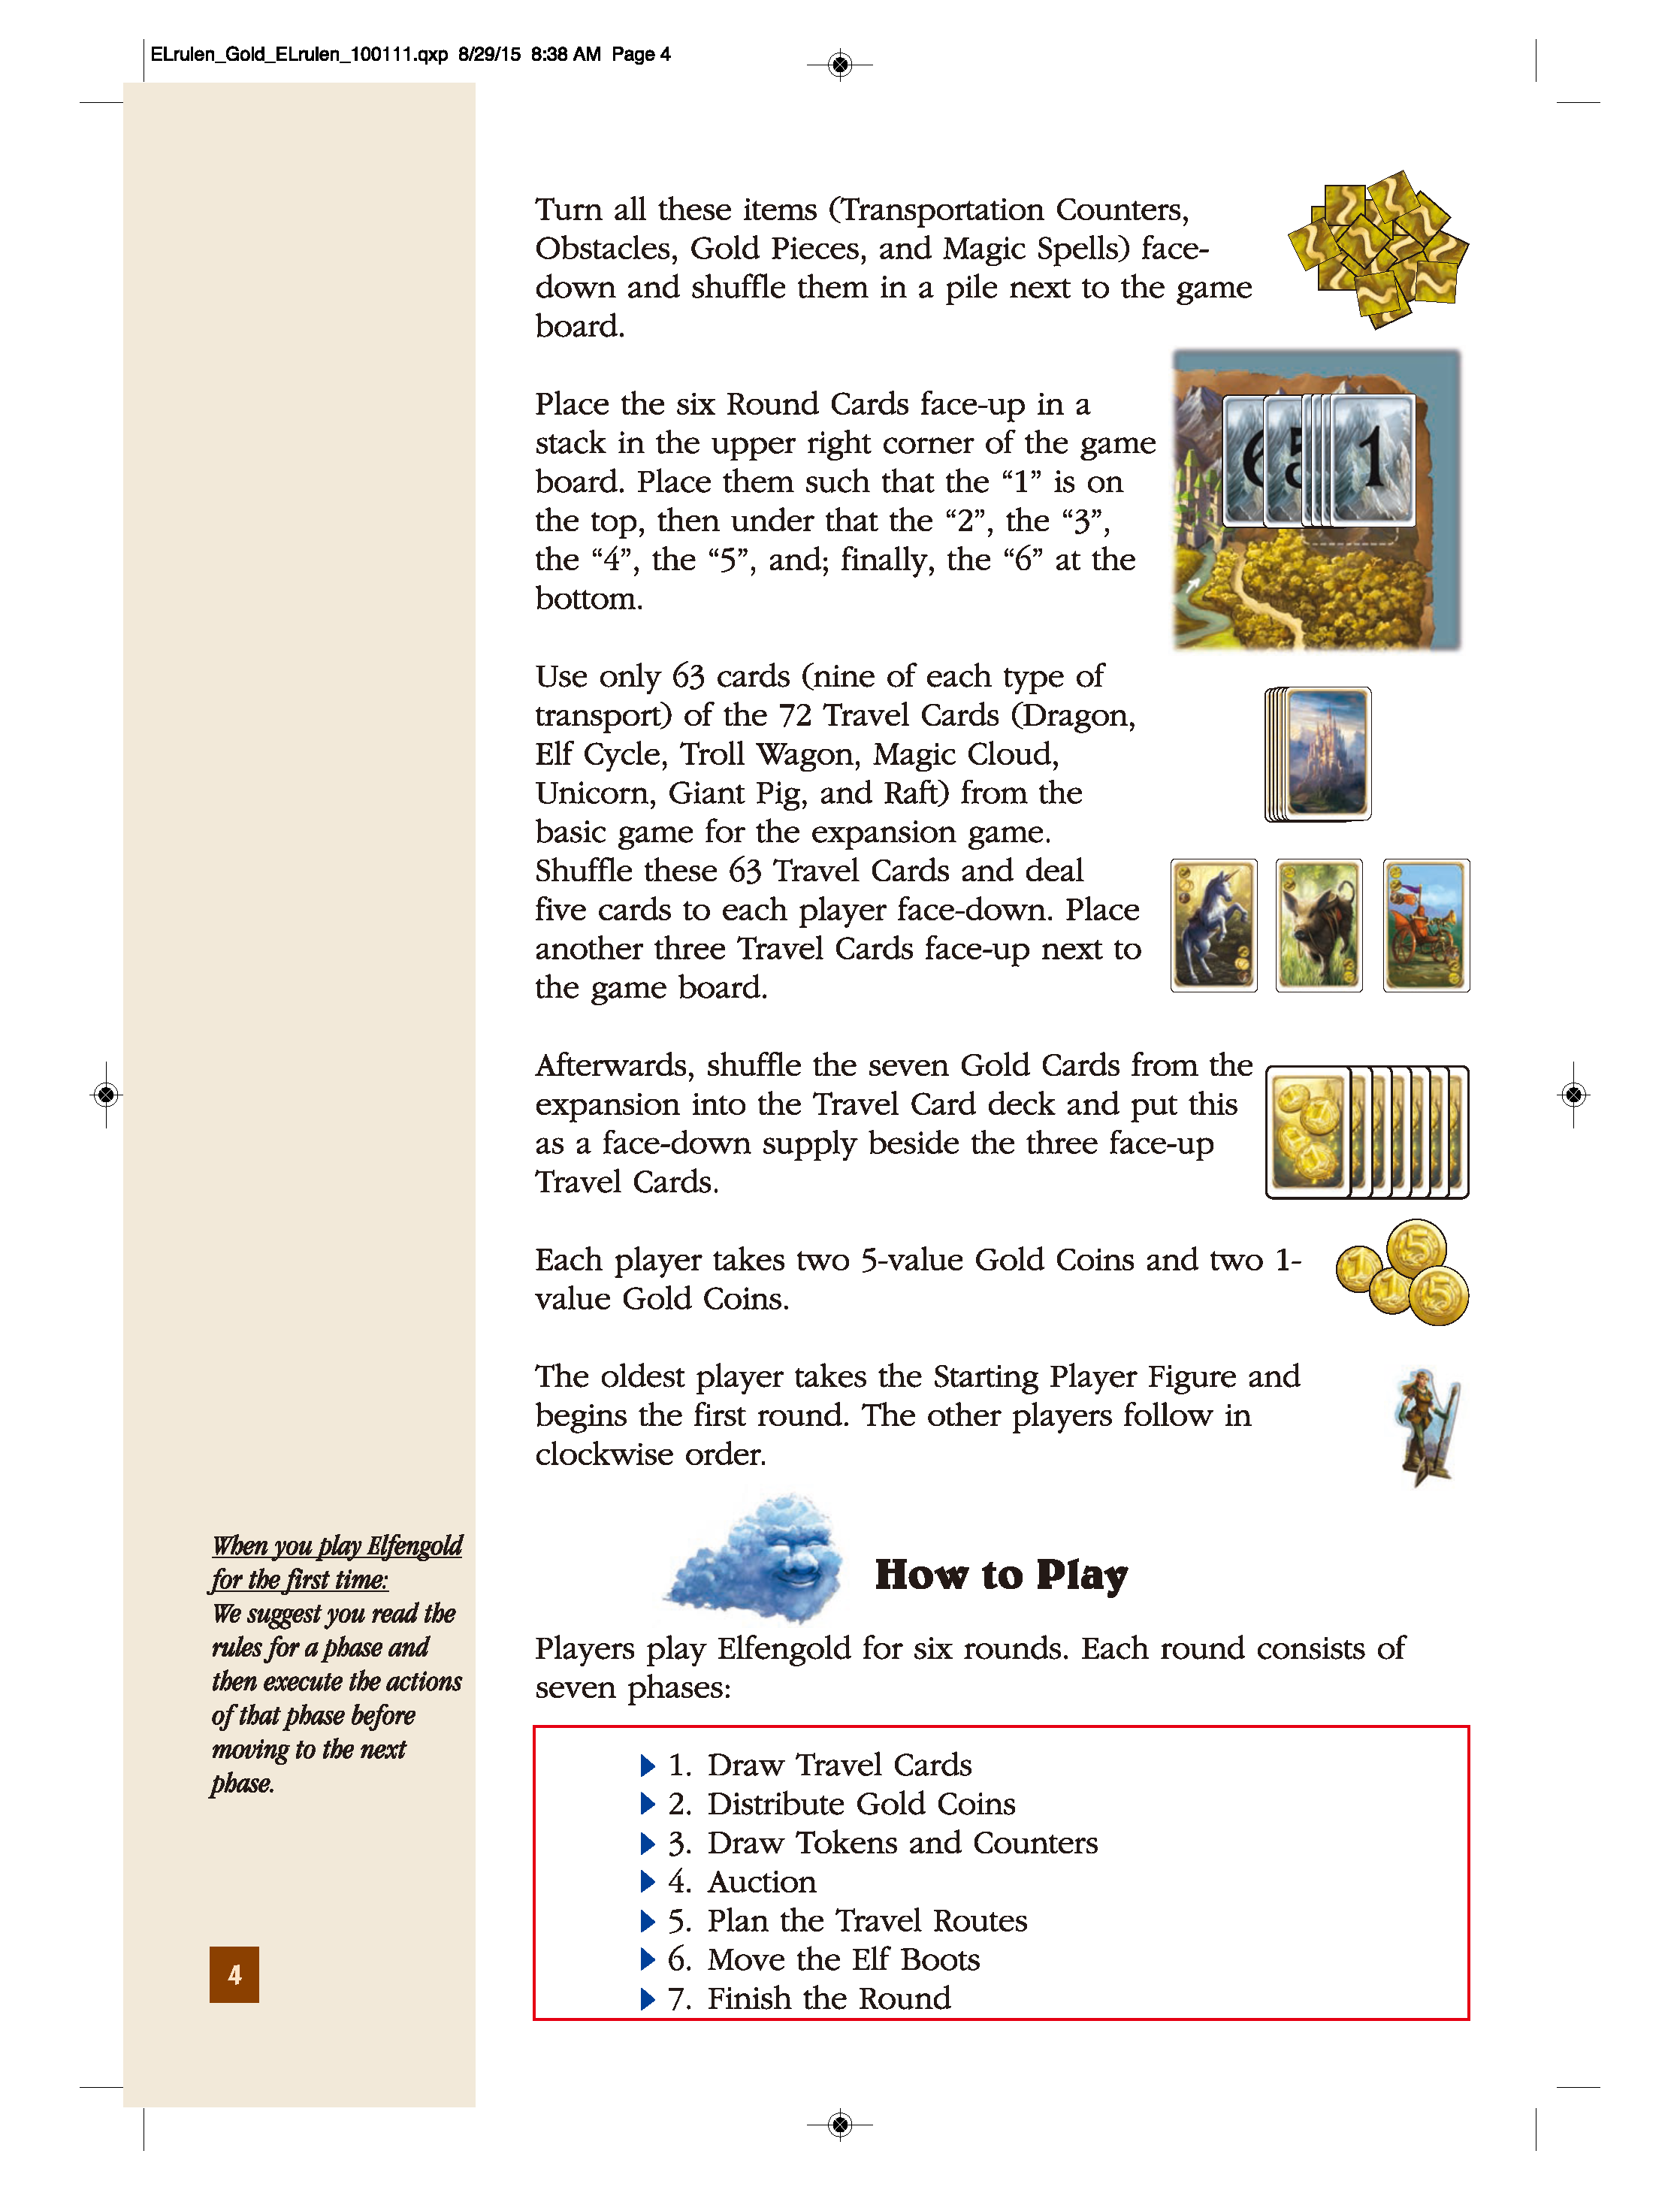 ELrulen_Gold_ELrulen_100111.qxp 8/29/15 8:38 AM Page 4
Turn all these items (Transportation Counters,
Obstacles, Gold Pieces, and Magic Spells) face-
down and shuffle them in a pile next to the game
board.
Place the six Round Cards face-up in a
stack in the upper right corner of the game
board. Place them such that the “1” is on
the top, then under that the “2”, the “3”,
the “4”, the “5”, and; finally, the “6” at the
bottom.
6 5 1
Use only 63 cards (nine of each type of
transport) of the 72 Travel Cards (Dragon,
Elf Cycle, Troll Wagon, Magic Cloud,
Unicorn, Giant Pig, and Raft) from the
basic game for the expansion game.
Shuffle these 63 Travel Cards and deal
five cards to each player face-down. Place
another three Travel Cards face-up next to
the game board.
Afterwards, shuffle the seven Gold Cards from the
expansion into the Travel Card deck and put this
as a face-down supply beside the three face-up
Travel Cards.
Each player takes two 5-value Gold Coins and two 1-
value Gold Coins.
1 5 1 5
The oldest player takes the Starting Player Figure and
begins the first round. The other players follow in
clockwise order.
How to Play
Players play Elfengold for six rounds. Each round consists of
seven phases:
1. Draw Travel Cards
2. Distribute Gold Coins
3. Draw Tokens and Counters
4. Auction
5. Plan the Travel Routes
6. Move the Elf Boots
7. Finish the Round
When you play Elfengold
for the first time:
We suggest you read the
rules for a phase and
then execute the actions
of that phase before
moving to the next
phase.
4